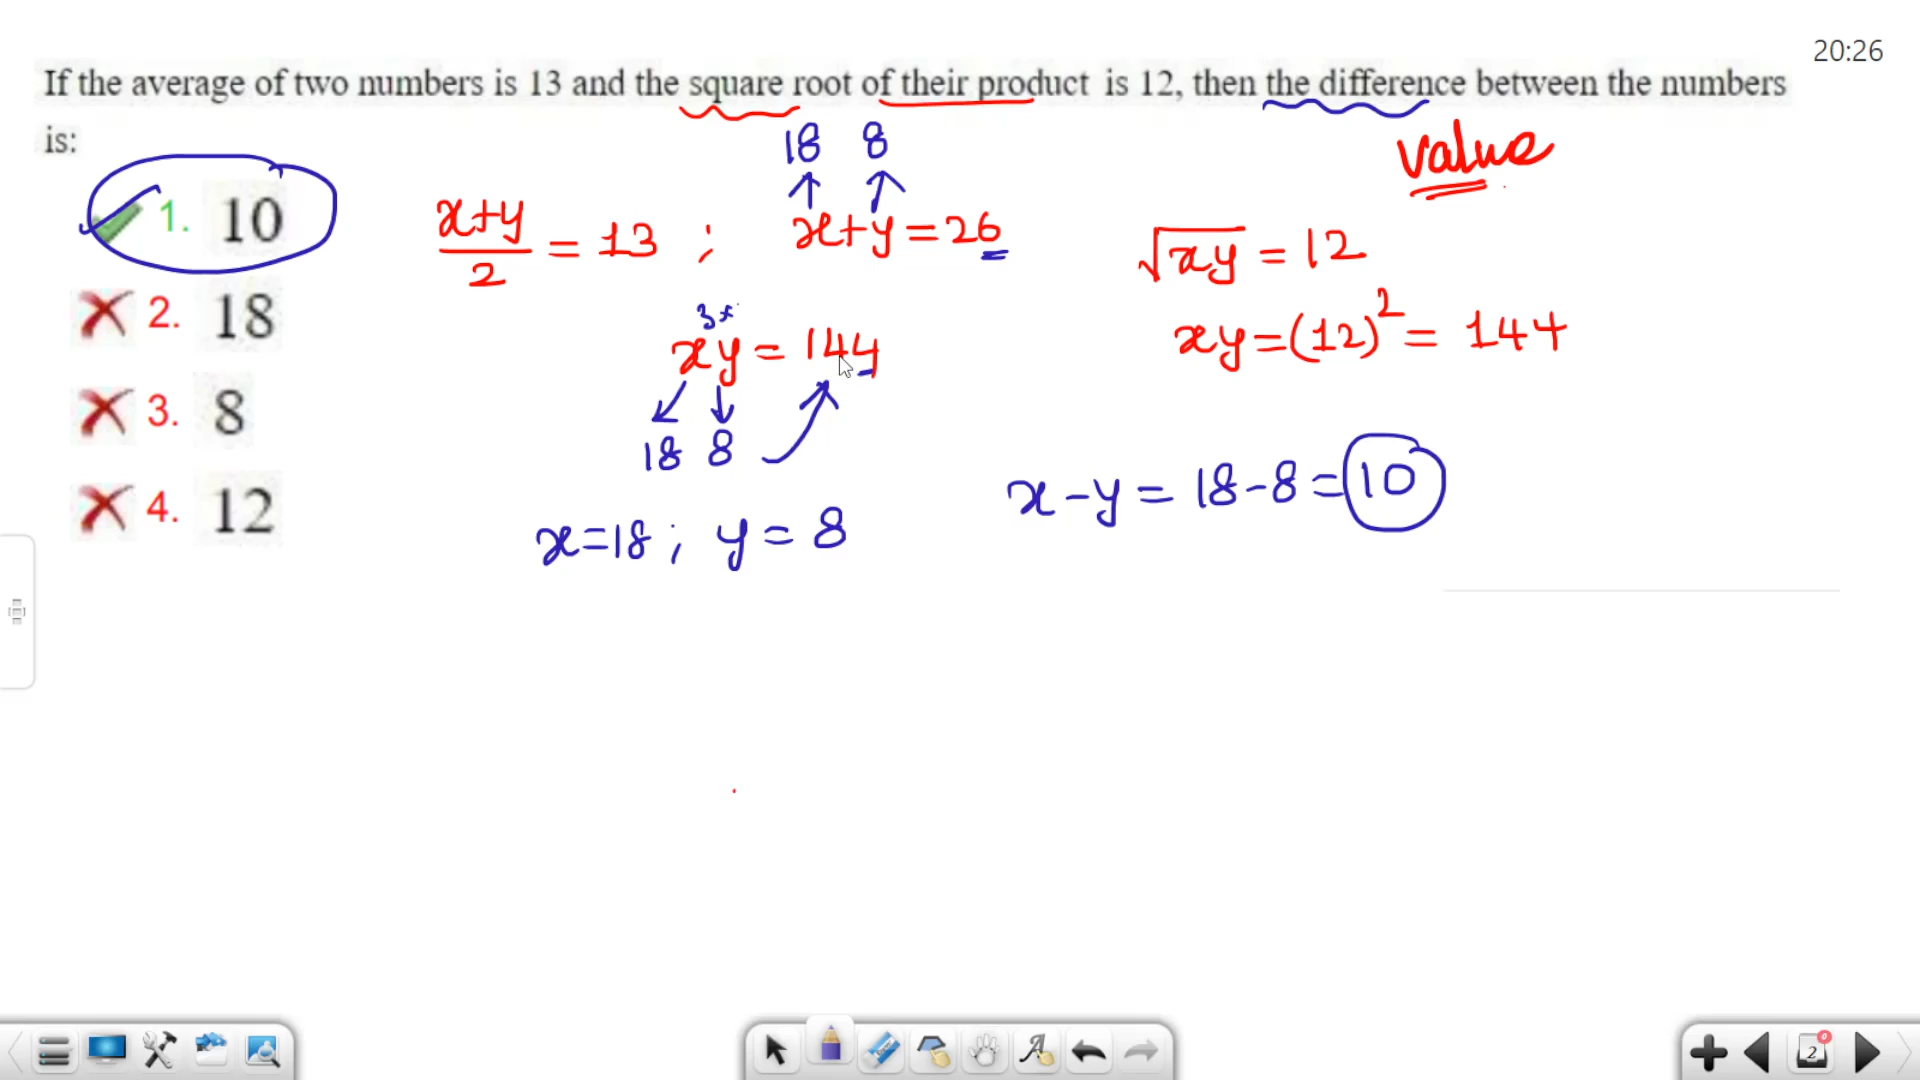 20:26
If the average of two numbers is 13 and the square root of their product is 12, then the difference between the numbers
is:
value
18 8
1. 10
x+y/2 = 13 ; x+y=26
√xy = 12
2. 18
3×
xy = 144
xy=(12)²= 144
3. 8
18 8
x-y = 18-8=10
4. 12
x=18 ; y = 8
2
0